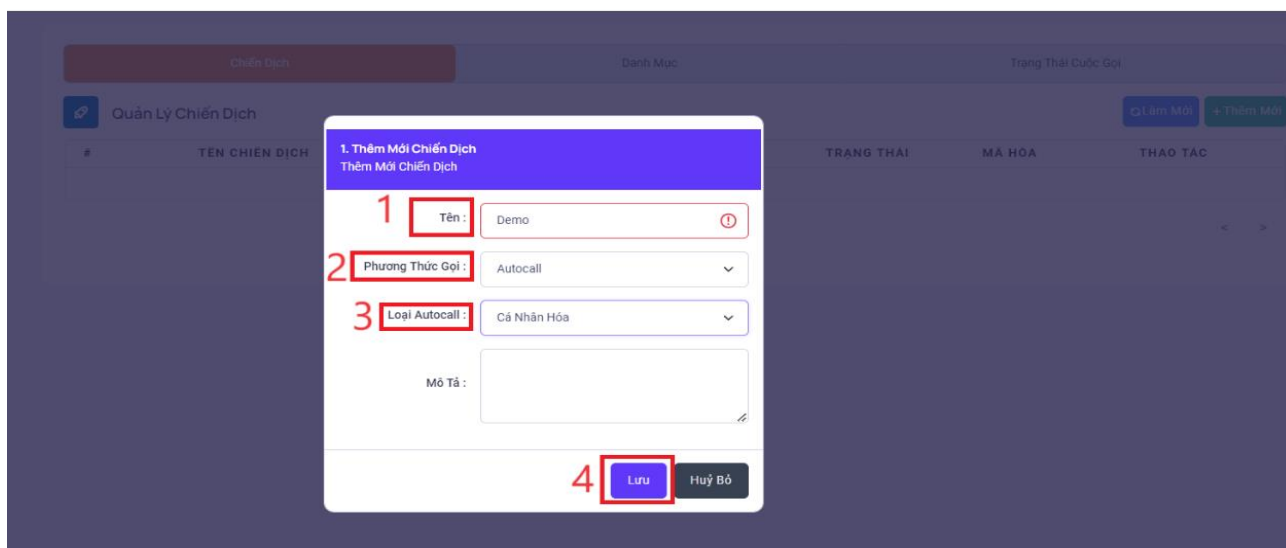 Chiến Dịch
Danh Mục
Trạng Thái Cuộc Gọi
Quản Lý Chiến Dịch
Làm Mới
+ Thêm Mới
#
TÊN CHIẾN DỊCH
TRẠNG THÁI
MÃ HÓA
THAO TÁC
1. Thêm Mới Chiến Dịch
Thêm Mới Chiến Dịch
1 Tên : Demo
2 Phương Thức Gọi : Autocall
3 Loại Autocall : Cá Nhân Hóa
Mô Tả :
4 Lưu Huỷ Bỏ
< >